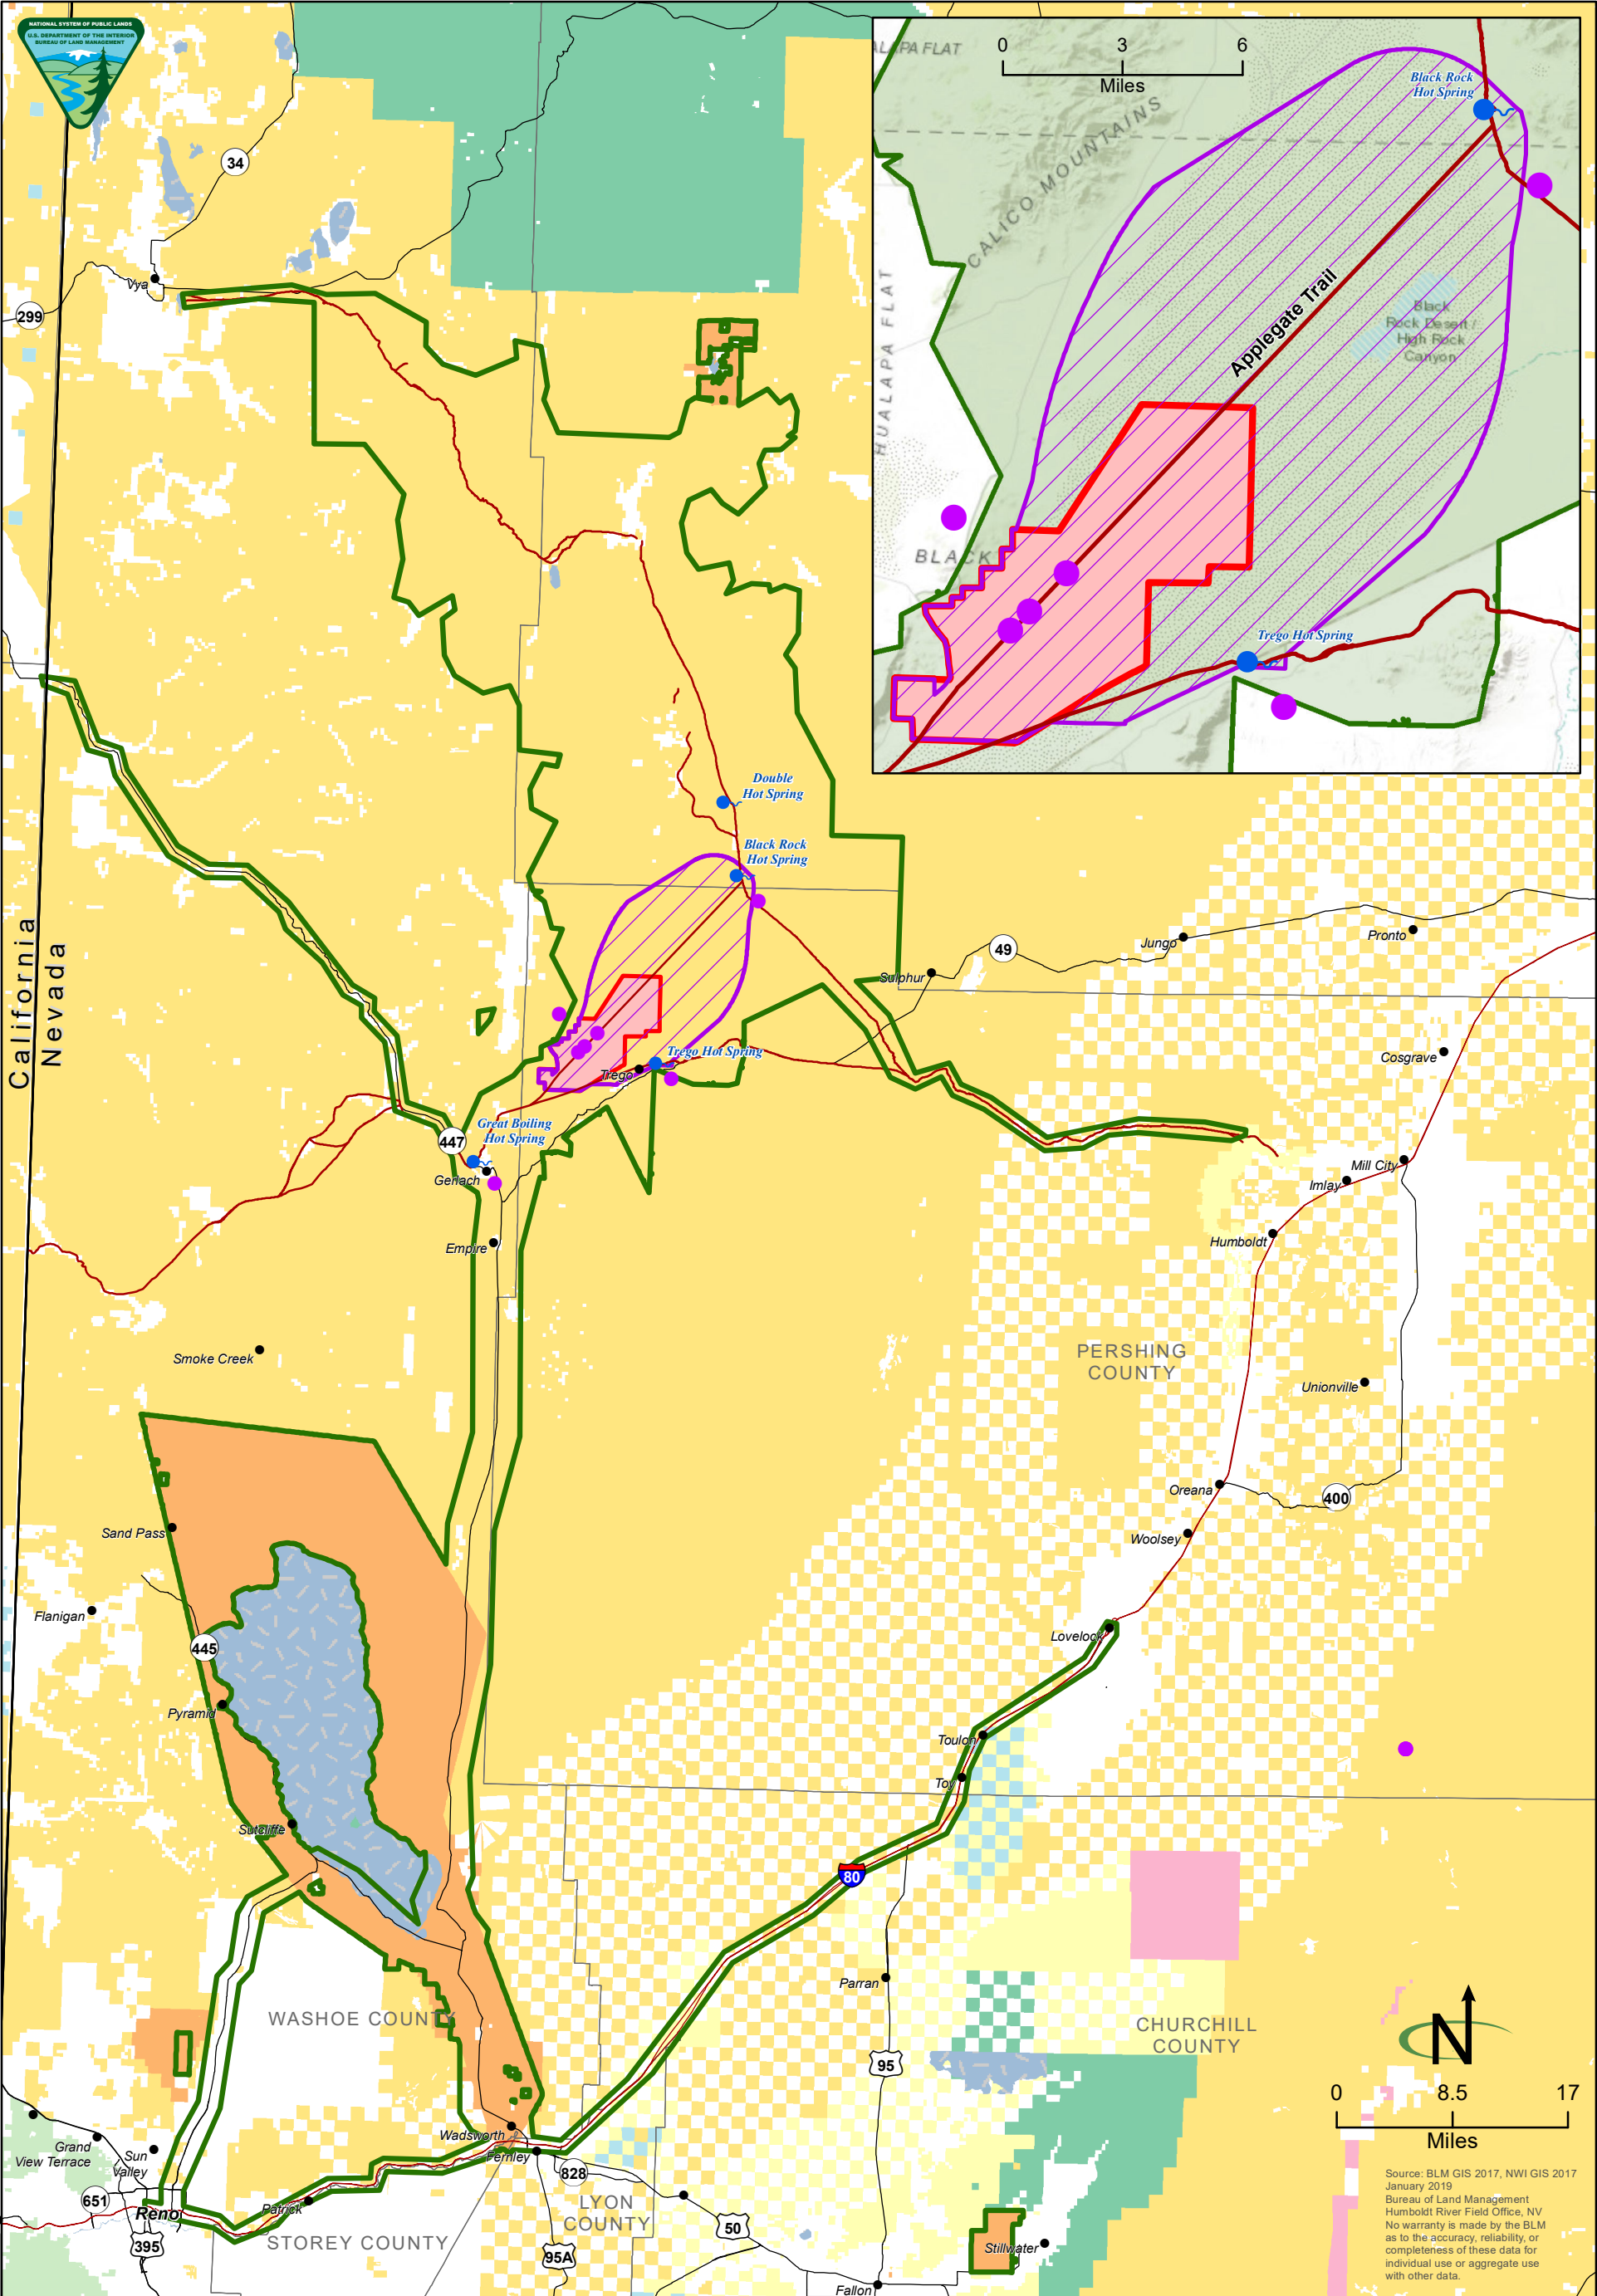 NATIONAL SYSTEM OF PUBLIC LANDS
U.S. DEPARTMENT OF THE INTERIOR
BUREAU OF LAND MANAGEMENT
34
Vya
299
ALAPA FLAT
0 3 6
Miles
Black Rock
Hot Spring
CALICO MOUNTAINS
HUALAPA FLAT
Applegate Trail
Black
Rock Desert /
High Rock
Canyon
BLACK
Trego Hot Spring
California
Nevada
Double
Hot Spring
Black Rock
Hot Spring
49
Jungo
Pronto
Sulphur
Trego Hot Spring
Trego
Cosgrave
Great Boiling
Hot Spring
447
Gerlach
Mill City
Imlay
Empire
Humboldt
Smoke Creek
PERSHING
COUNTY
Unionville
Oreana
400
Sand Pass
Woolsey
Flanigan
445
Lovelock
Pyramid
Toulon
Toy
Sutcliffe
80
Parran
WASHOE COUNTY
CHURCHILL
COUNTY
N
95
0 8.5 17
Miles
Wadsworth
Fernley
Grand
View Terrace
Sun
Valley
828
651
Reno
Patrick
395
STOREY COUNTY
LYON
COUNTY
50
95A
Stillwater
Fallon
Source: BLM GIS 2017, NWI GIS 2017
January 2019
Bureau of Land Management
Humboldt River Field Office, NV
No warranty is made by the BLM
as to the accuracy, reliability, or
completeness of these data for
individual use or aggregate use
with other data.